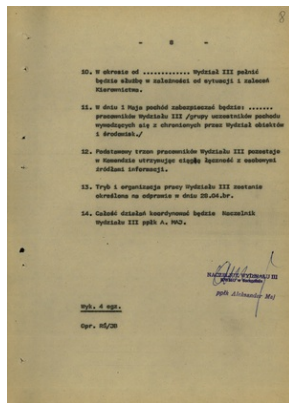 8
- 8 -
10. W okresie od ............. Wydział III pełnić
będzie służbę w zależności od sytuacji i zaleceń
Kierownictwa.
11. W dniu 1 Maja pochód zabezpieczać będzie: .......
pracowników Wydziału III /grupy uczestników pochodu
wywodzących się z chronionych przez Wydział obiektów
i środowisk./
12. Podstawowy trzon pracowników Wydziału III pozostaje
w Komendzie utrzymując ciągłą łączność z osobowymi
źródłami informacji.
13. Tryb i organizacja pracy Wydziału III zostanie
określona na odprawie w dniu 28.04.br.
14. Całość działań koordynować będzie Naczelnik
Wydziału III ppłk A. MAJ.
NACZELNIK WYDZIAŁU III
ppłk Aleksander Maj
Wyk. 4 egz.
Opr. MŚ/ZD